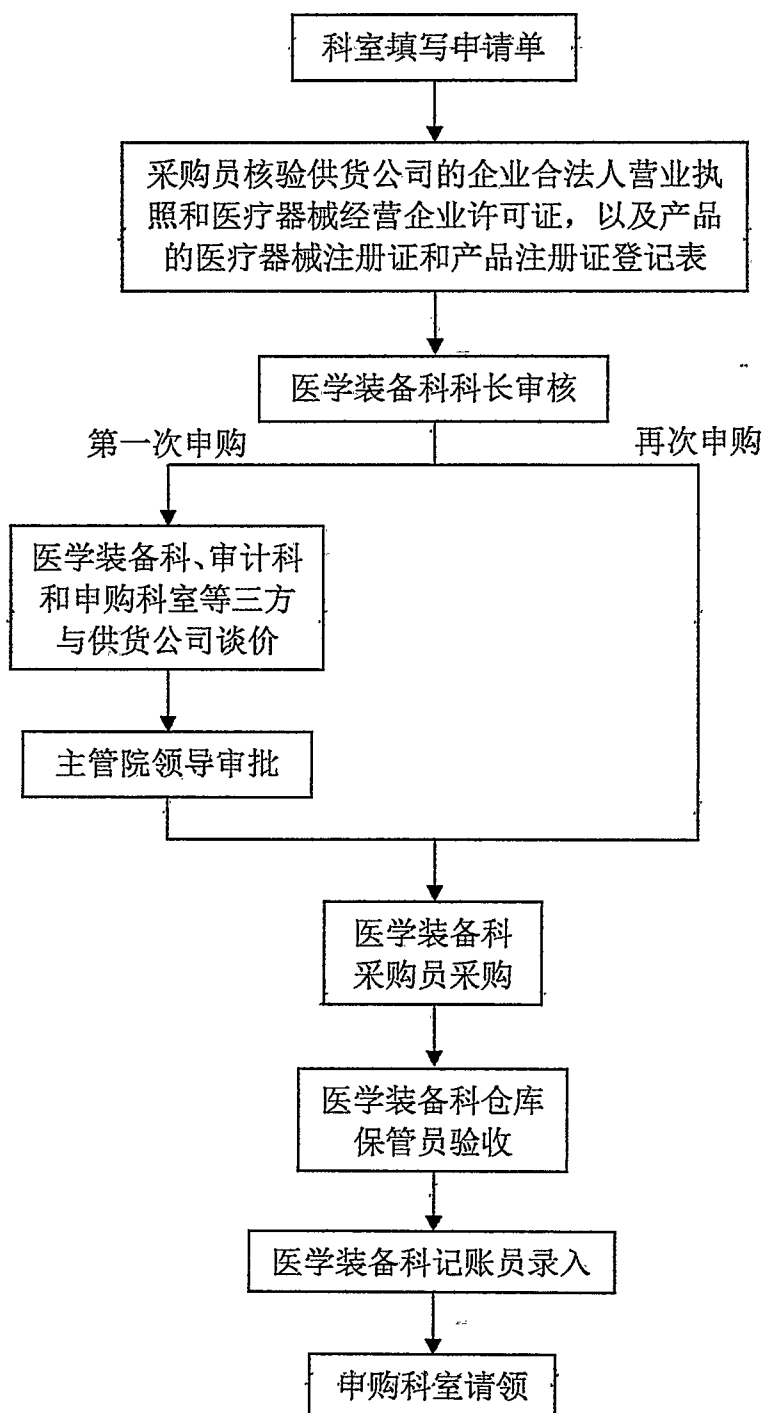 科室填写申请单
采购员核验供货公司的企业合法人营业执
照和医疗器械经营企业许可证，以及产品
的医疗器械注册证和产品注册证登记表
医学装备科科长审核
第一次申购
再次申购
医学装备科、审计科
和申购科室等三方
与供货公司谈价
主管院领导审批
医学装备科
采购员采购
医学装备科仓库
保管员验收
医学装备科记账员录入
申购科室请领